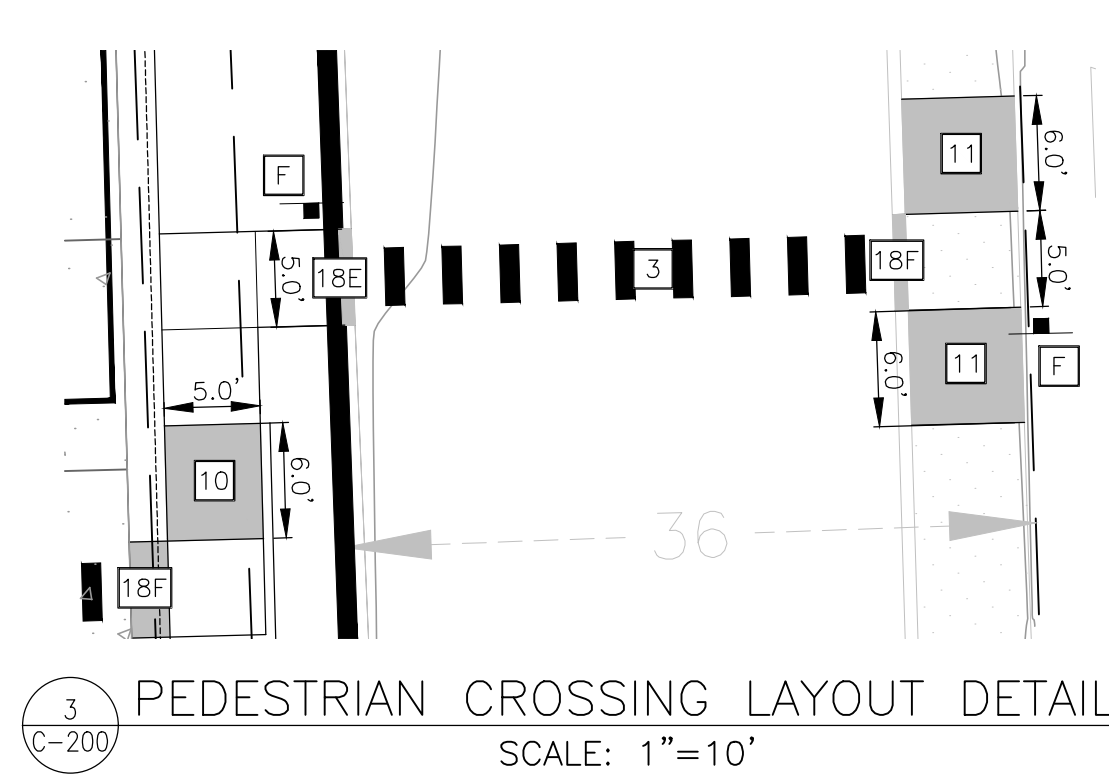 11
6.0'
F
5.0'
18E
3
18F
5.0'
11
6.0'
F
5.0'
10
6.0'
36
18F
3
C-200
PEDESTRIAN CROSSING LAYOUT DETAIL
SCALE: 1"=10'